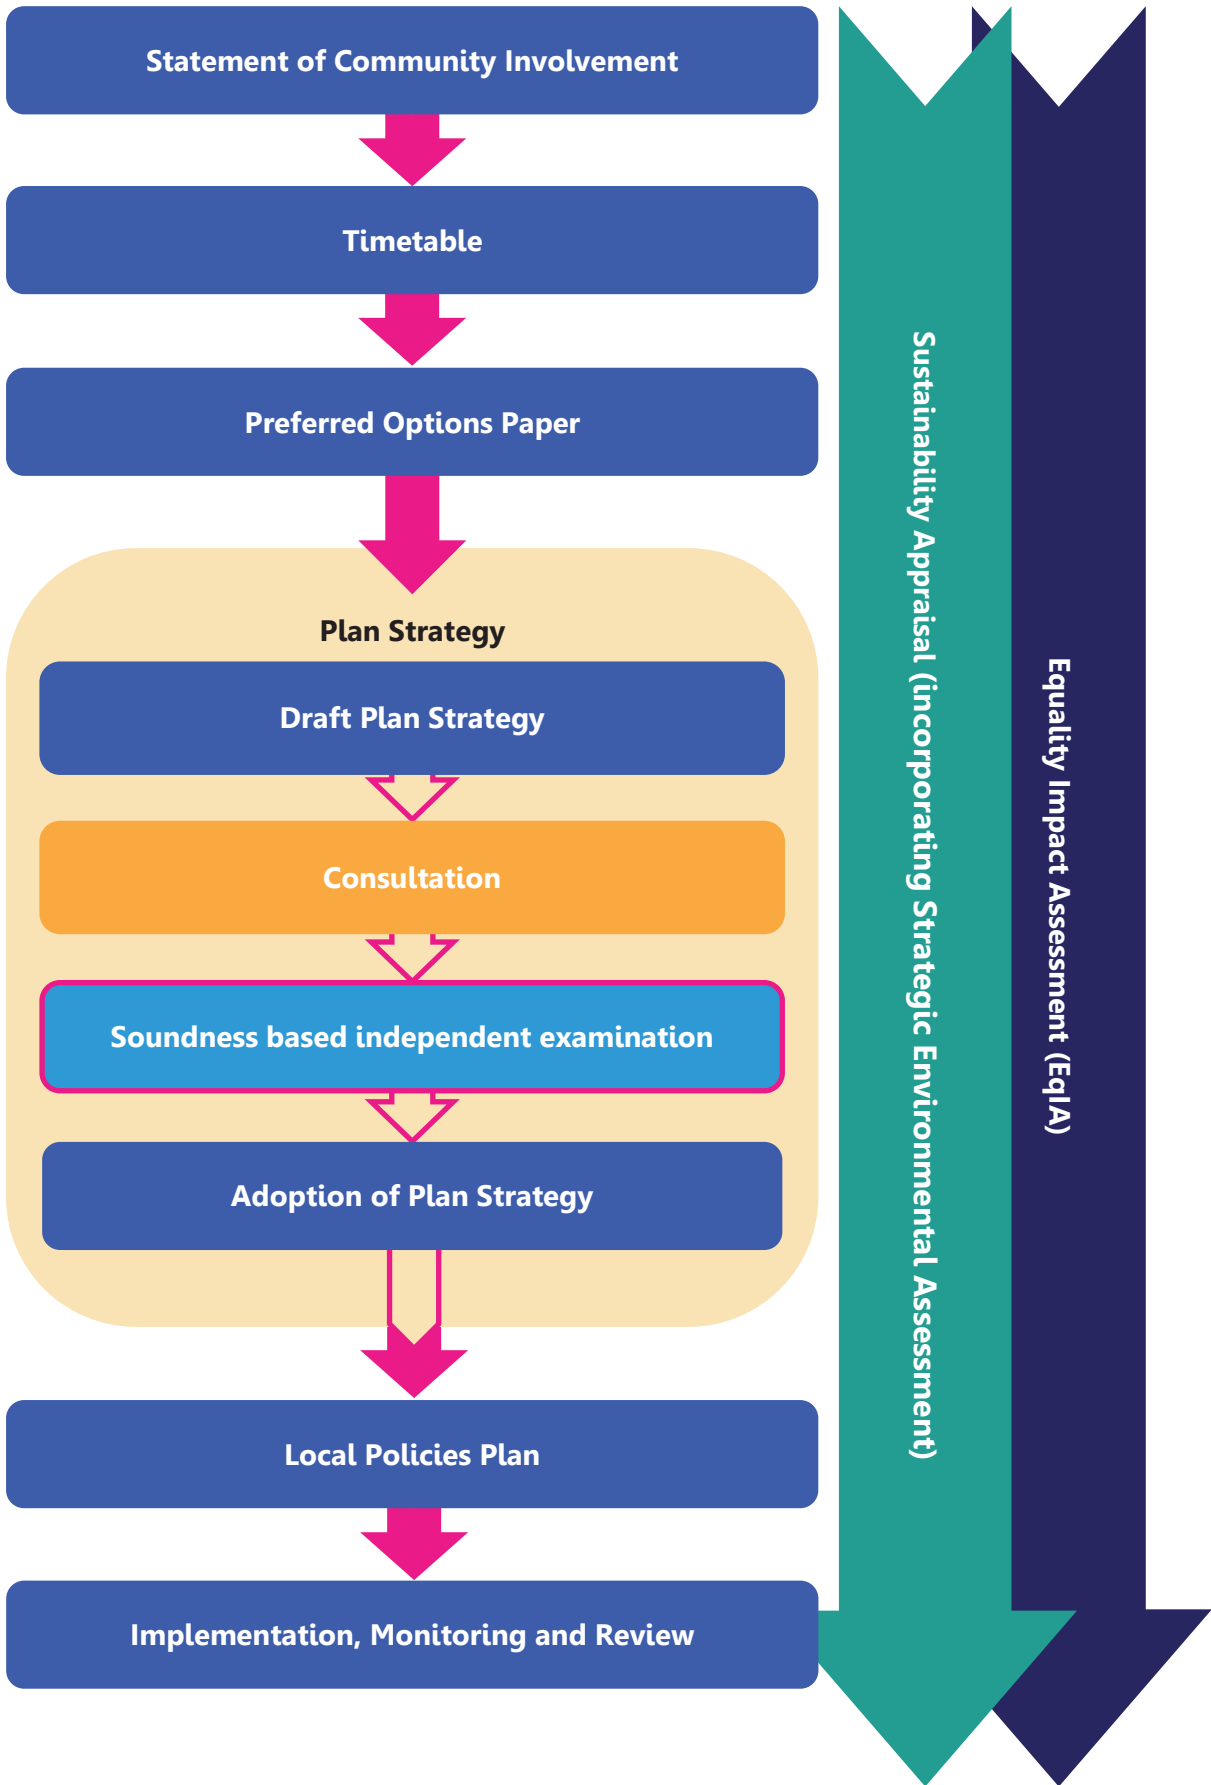 Statement of Community Involvement
Timetable
Preferred Options Paper
Plan Strategy
Draft Plan Strategy
Consultation
Soundness based independent examination
Adoption of Plan Strategy
Local Policies Plan
Implementation, Monitoring and Review
Sustainability Appraisal (incorporating Strategic Environmental Assessment)
Equality Impact Assessment (EqIA)